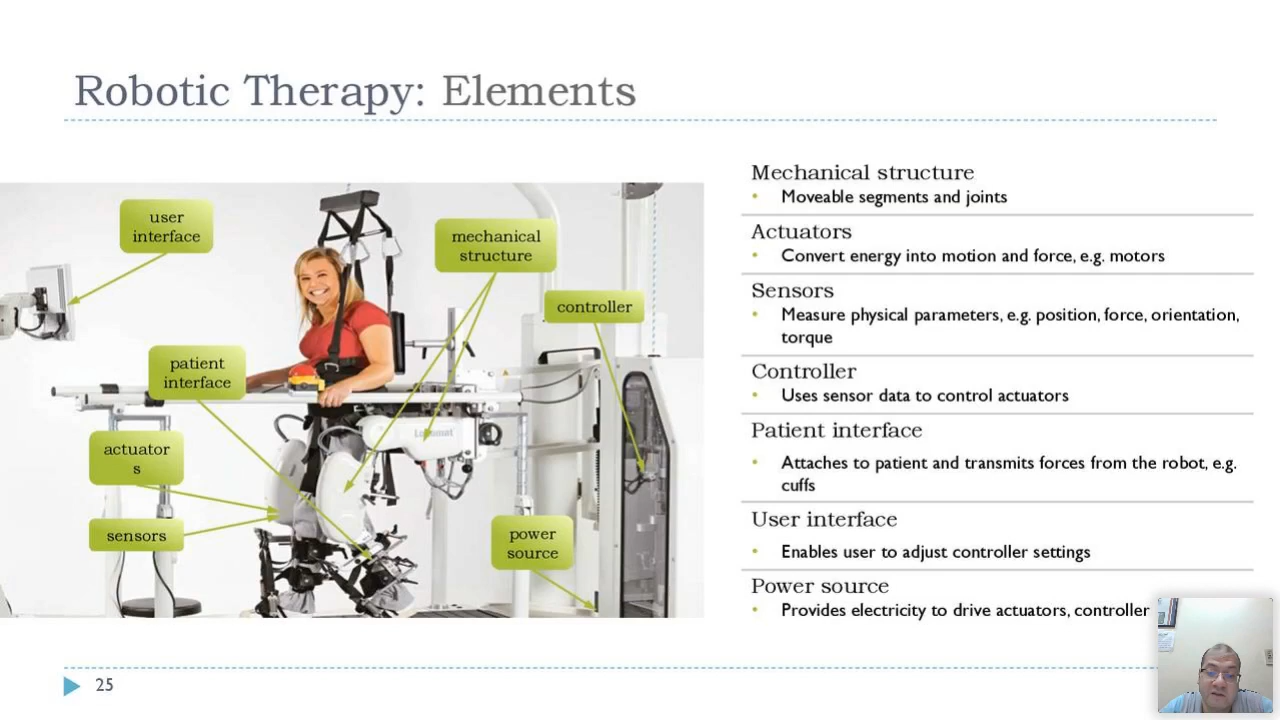 Robotic Therapy: Elements
user
interface
mechanical
structure
controller
patient
interface
actuator
s
sensors
power
source
Mechanical structure
• Moveable segments and joints
Actuators
• Convert energy into motion and force, e.g. motors
Sensors
• Measure physical parameters, e.g. position, force, orientation,
torque
Controller
• Uses sensor data to control actuators
Patient interface
• Attaches to patient and transmits forces from the robot, e.g.
cuffs
User interface
• Enables user to adjust controller settings
Power source
• Provides electricity to drive actuators, controller
25